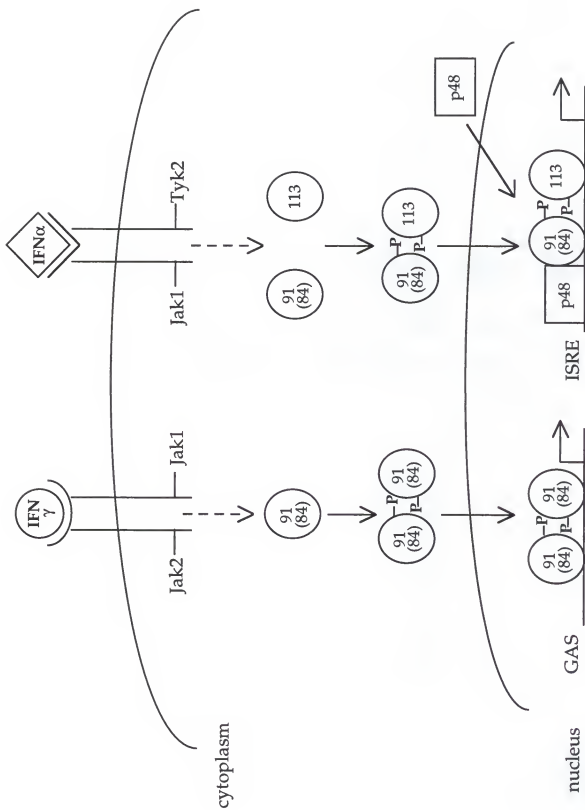 IFN
γ
IFNα
Jak2
Jak1
Jak1
Tyk2
cytoplasm
91
(84)
91
(84)
113
91
(84)
P
P
91
(84)
91
(84)
P
P
113
p48
nucleus
GAS
91
(84)
P
P
91
(84)
ISRE
p48
91
(84)
P
P
113